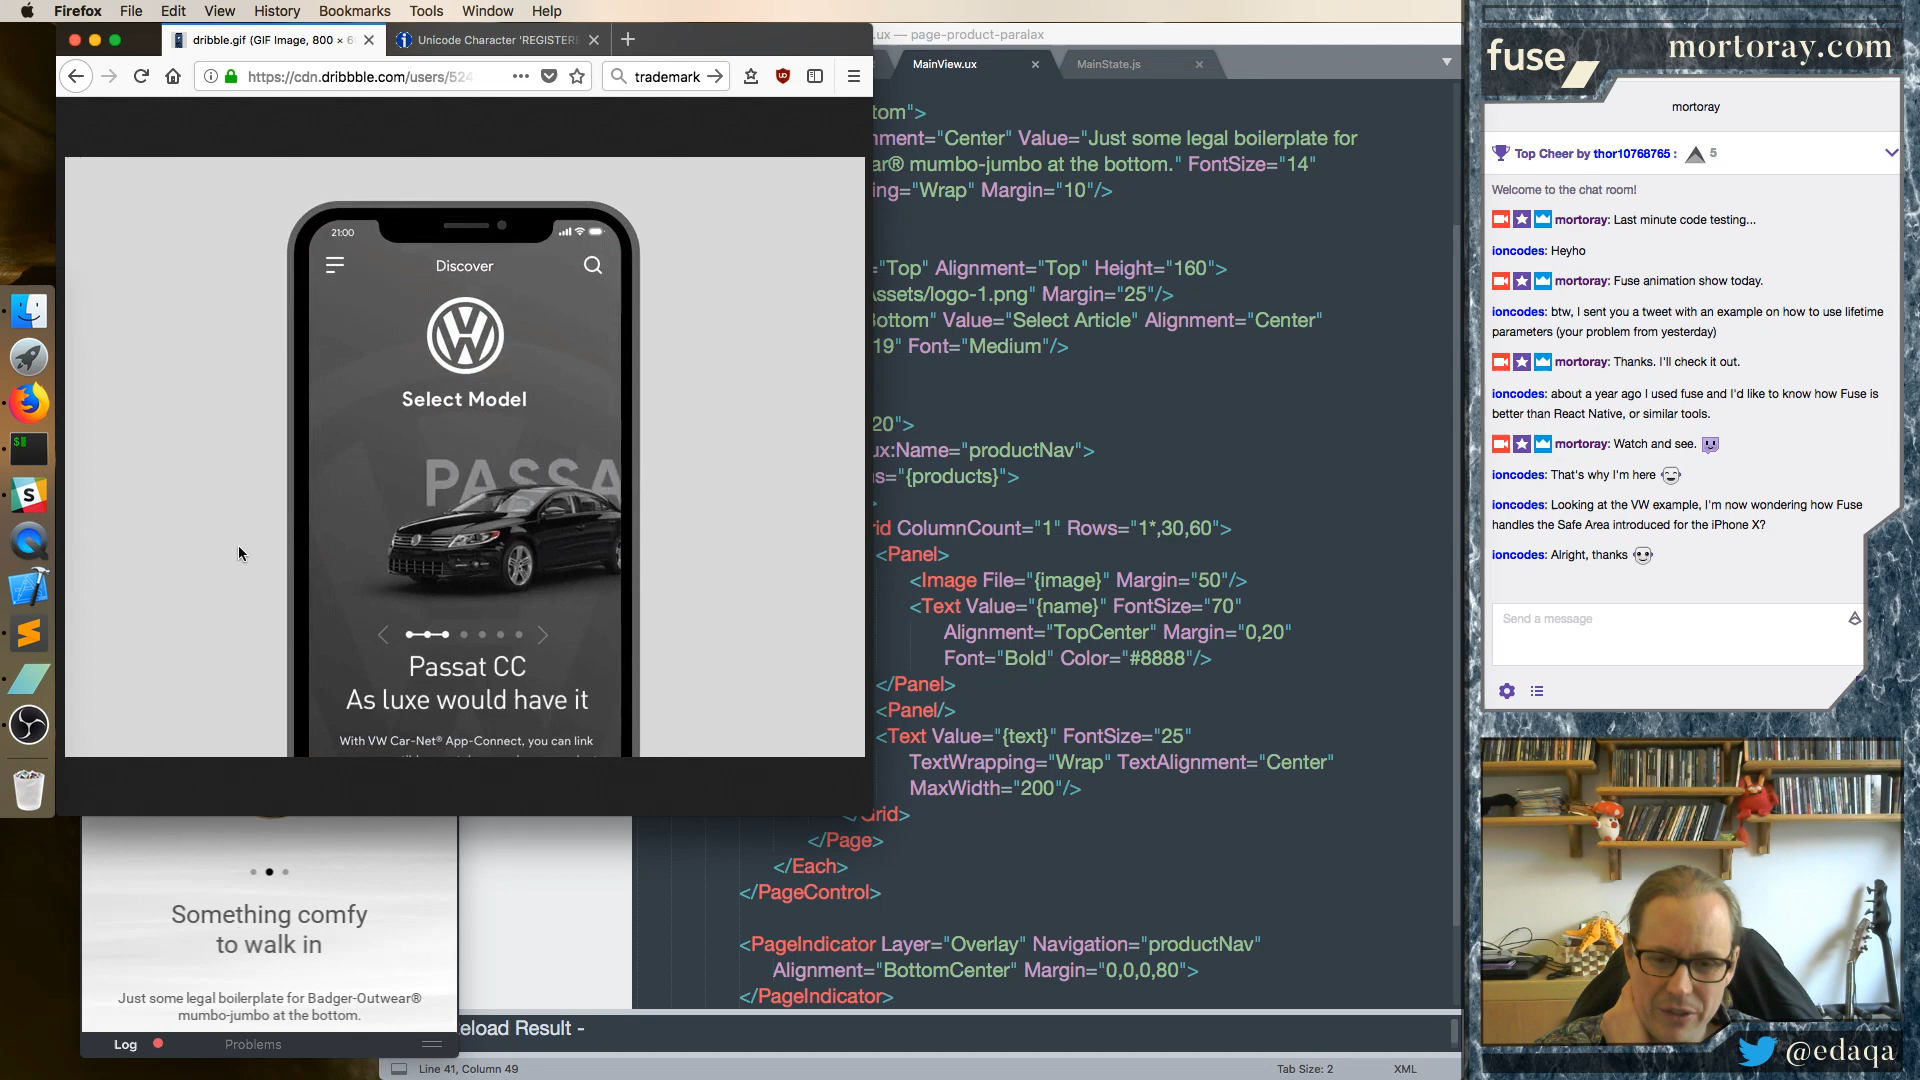 Firefox File Edit View History Bookmarks Tools Window Help
dribble.gif (GIF Image, 800 × 6
Unicode Character 'REGISTERE
https://cdn.dribbble.com/users/524
trademark
21:00
Discover
Select Model
PASSA
Passat CC
As luxe would have it
With VW Car-Net® App-Connect, you can link
Something comfy
to walk in
Just some legal boilerplate for Badger-Outwear®
mumbo-jumbo at the bottom.
Log
Problems
.ux — page-product-paralax
MainView.ux
MainState.js
tom">
nment="Center" Value="Just some legal boilerplate for
ar® mumbo-jumbo at the bottom." FontSize="14"
ing="Wrap" Margin="10"/>
="Top" Alignment="Top" Height="160">
Assets/logo-1.png" Margin="25"/>
Bottom" Value="Select Article" Alignment="Center"
19" Font="Medium"/>
20">
ux:Name="productNav">
s="{products}">
>
rid ColumnCount="1" Rows="1*,30,60">
<Panel>
<Image File="{image}" Margin="50"/>
<Text Value="{name}" FontSize="70"
Alignment="TopCenter" Margin="0,20"
Font="Bold" Color="#8888"/>
</Panel>
<Panel/>
<Text Value="{text}" FontSize="25"
TextWrapping="Wrap" TextAlignment="Center"
MaxWidth="200"/>
</Grid>
</Page>
</Each>
</PageControl>
<PageIndicator Layer="Overlay" Navigation="productNav"
Alignment="BottomCenter" Margin="0,0,0,80">
</PageIndicator>
eload Result -
Line 41, Column 49
Tab Size: 2
XML
fuse
mortoray.com
mortoray
Top Cheer by thor10768765 : 5
Welcome to the chat room!
mortoray: Last minute code testing...
ioncodes: Heyho
mortoray: Fuse animation show today.
ioncodes: btw, I sent you a tweet with an example on how to use lifetime
parameters (your problem from yesterday)
mortoray: Thanks. I'll check it out.
ioncodes: about a year ago I used fuse and I'd like to know how Fuse is
better than React Native, or similar tools.
mortoray: Watch and see.
ioncodes: That's why I'm here
ioncodes: Looking at the VW example, I'm now wondering how Fuse
handles the Safe Area introduced for the iPhone X?
ioncodes: Alright, thanks
Send a message
@edaqa